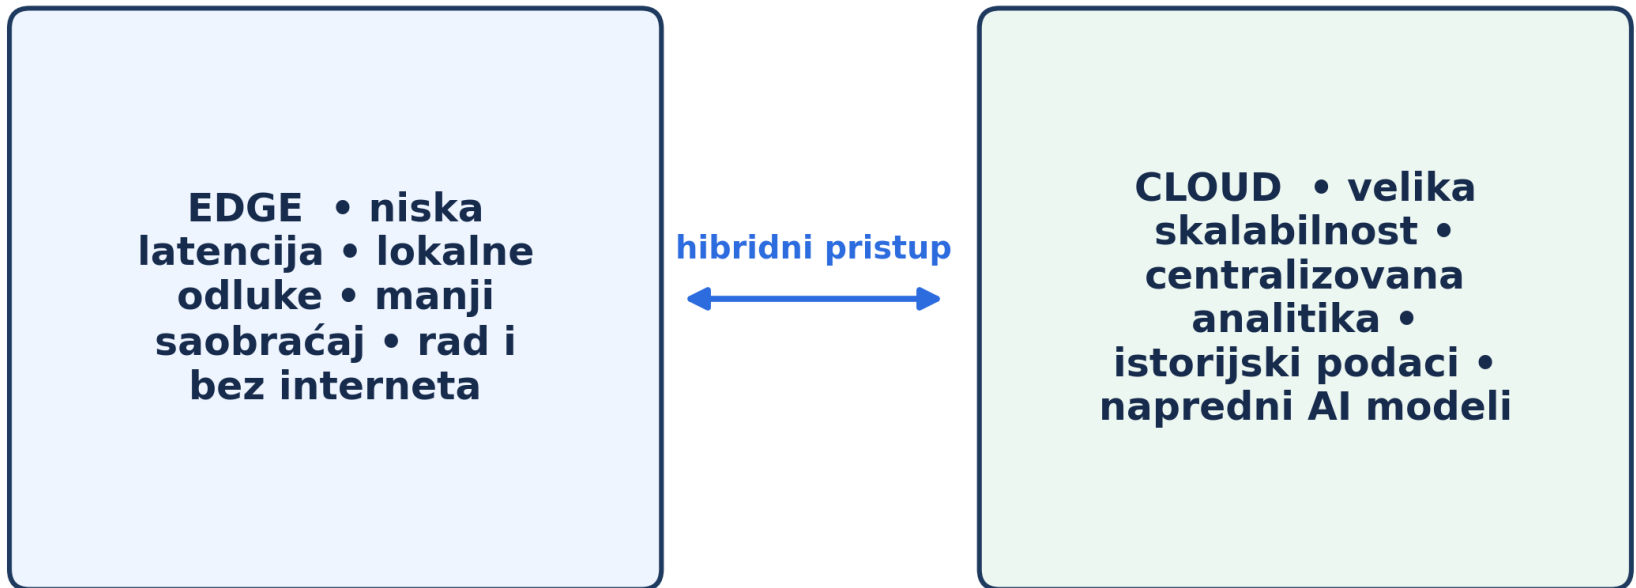 EDGE  • niska
latencija • lokalne
odluke • manji
saobraćaj • rad i
bez interneta
hibridni pristup
CLOUD  • velika
skalabilnost •
centralizovana
analitika •
istorijski podaci •
napredni AI modeli